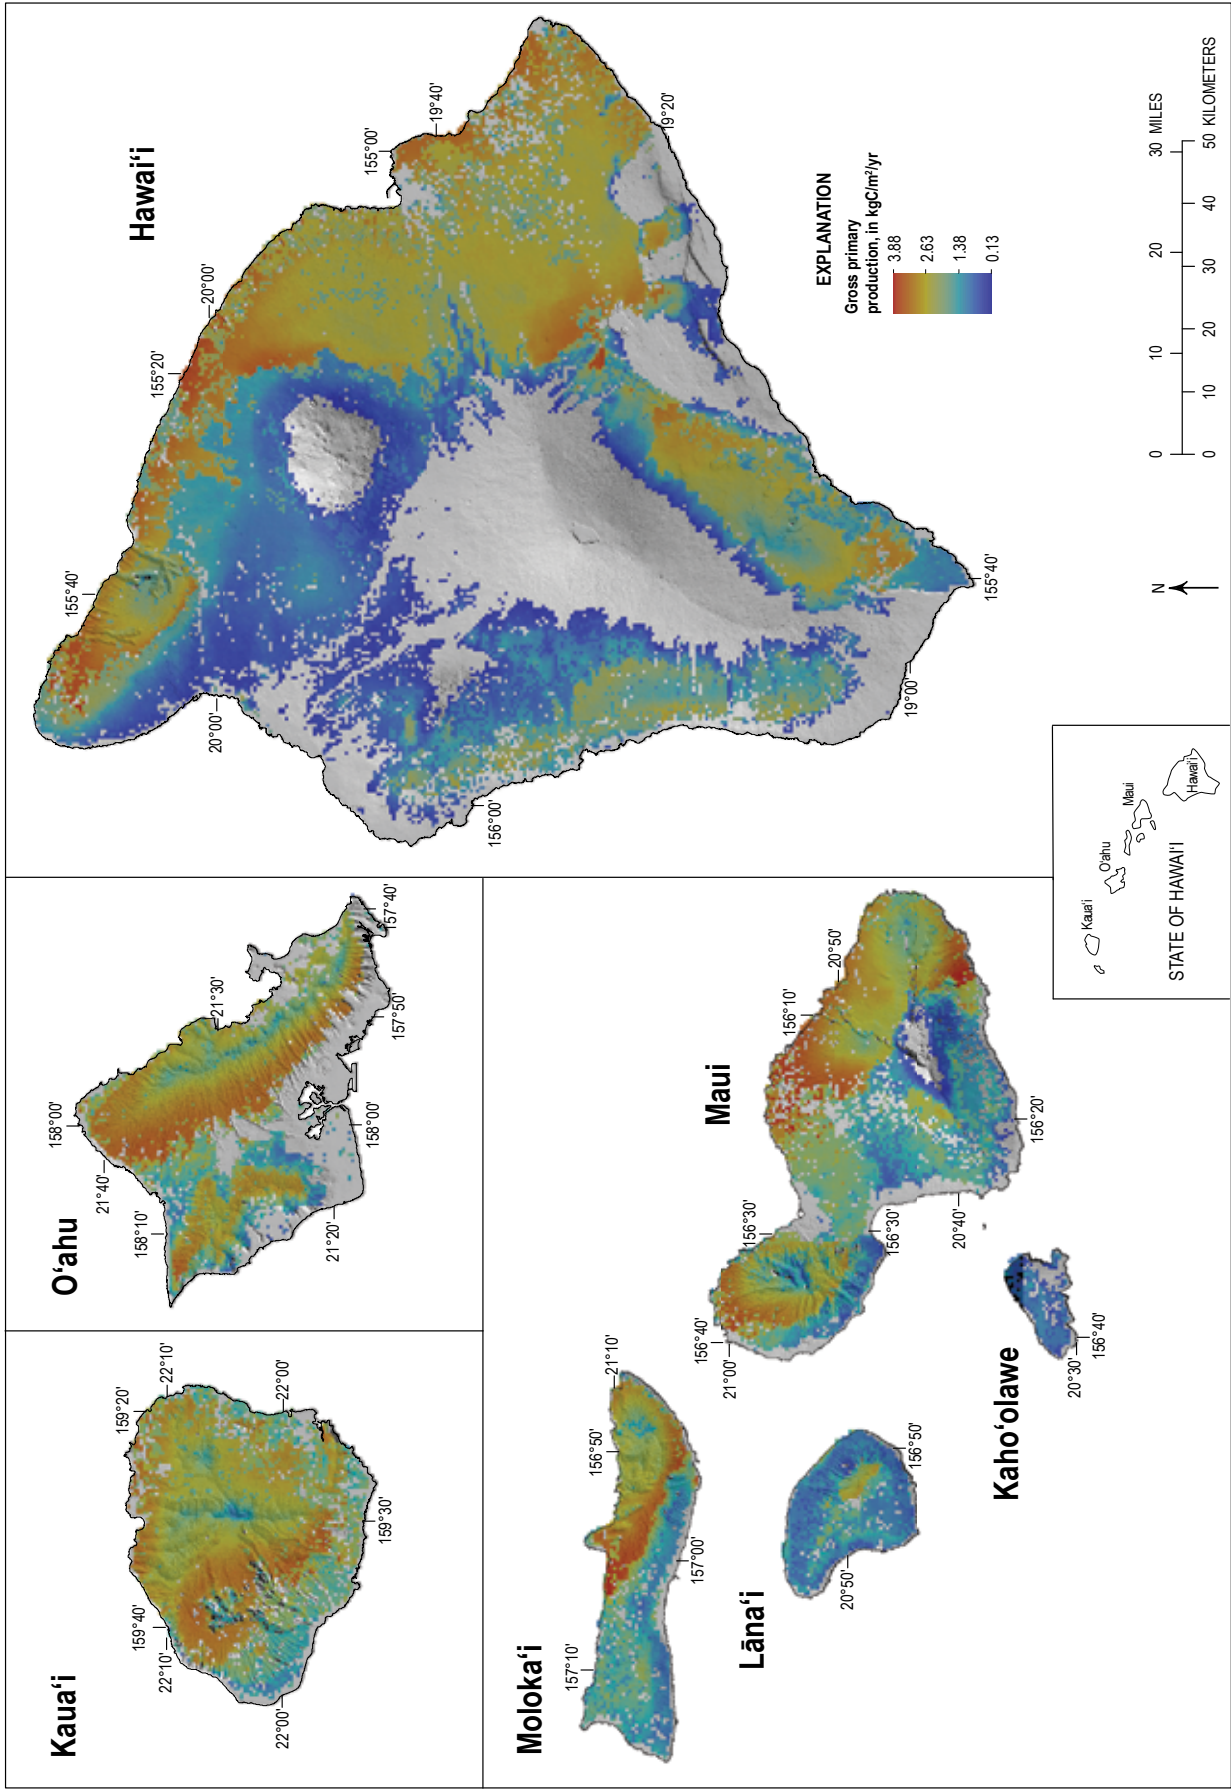 Kaua‘i
159°20'
22°10'
22°00'
159°40'
22°10'
22°00'
159°30'
O‘ahu
158°00'
21°40'
158°10'
21°30'
157°40'
157°50'
158°00'
21°20'
Hawai‘i
155°00'
19°40'
20°00'
155°20'
155°40'
20°00'
19°20'
156°00'
19°00'
155°40'
EXPLANATION
Gross primary
production, in kgC/m²/yr
3.88
2.63
1.38
0.13
Moloka‘i
21°10'
156°50'
157°10'
157°00'
Lāna‘i
156°50'
20°50'
Maui
20°50'
156°10'
156°30'
156°40'
21°00'
156°30'
20°40'
156°20'
Kaho‘olawe
20°30'
156°40'
Kaua‘i
O‘ahu
Maui
Hawai‘i
STATE OF HAWAI‘I
N
0 10 20 30 MILES
0 10 20 30 40 50 KILOMETERS